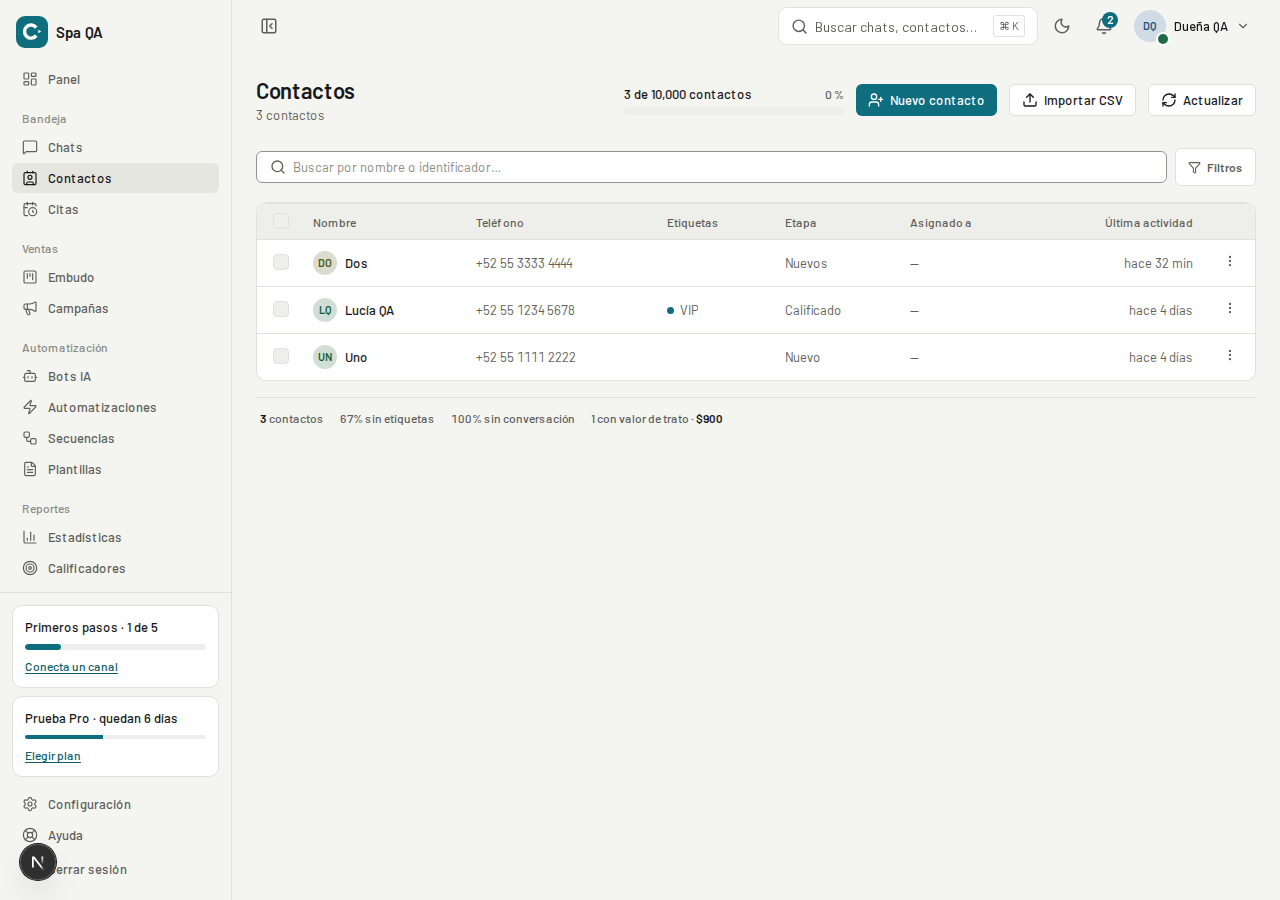 Spa QA
Buscar chats, contactos...
⌘ K
2
DQ
Dueña QA
Panel
Bandeja
Chats
Contactos
Citas
Ventas
Embudo
Campañas
Automatización
Bots IA
Automatizaciones
Secuencias
Plantillas
Reportes
Estadísticas
Calificadores
Primeros pasos · 1 de 5
Conecta un canal
Prueba Pro · quedan 6 días
Elegir plan
Configuración
Ayuda
errar sesión
N
Contactos
3 contactos
3 de 10,000 contactos
0 %
Nuevo contacto
Importar CSV
Actualizar
Buscar por nombre o identificador...
Filtros
Nombre Teléfono Etiquetas Etapa Asignado a Última actividad
DO Dos +52 55 3333 4444 Nuevos — hace 32 min
LQ Lucía QA +52 55 1234 5678 VIP Calificado — hace 4 días
UN Uno +52 55 1111 2222 Nuevo — hace 4 días
3 contactos 67% sin etiquetas 100% sin conversación 1 con valor de trato · $900